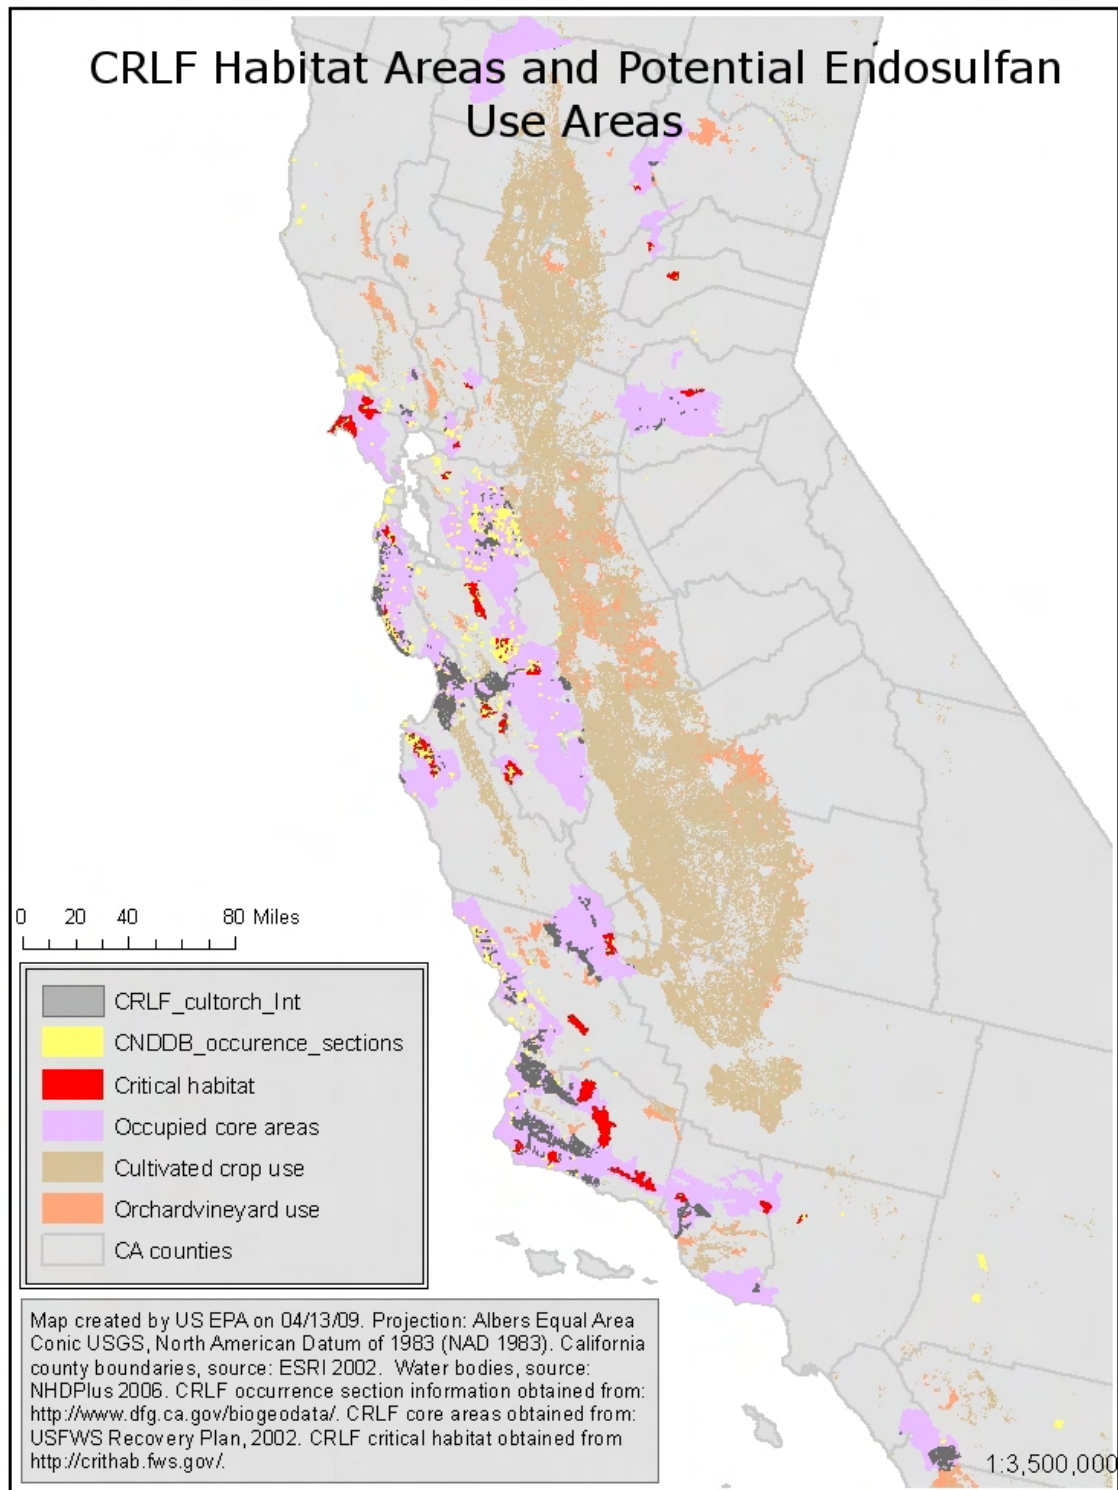 CRLF Habitat Areas and Potential Endosulfan
Use Areas
0 20 40 80 Miles
CRLF_cultorch_Int
CNDDB_occurence_sections
Critical habitat
Occupied core areas
Cultivated crop use
Orchardvineyard use
CA counties
Map created by US EPA on 04/13/09. Projection: Albers Equal Area
Conic USGS, North American Datum of 1983 (NAD 1983). California
county boundaries, source: ESRI 2002. Water bodies, source:
NHDPlus 2006. CRLF occurrence section information obtained from:
http://www.dfg.ca.gov/biogeodata/. CRLF core areas obtained from:
USFWS Recovery Plan, 2002. CRLF critical habitat obtained from
http://crithab.fws.gov/.
1:3,500,000